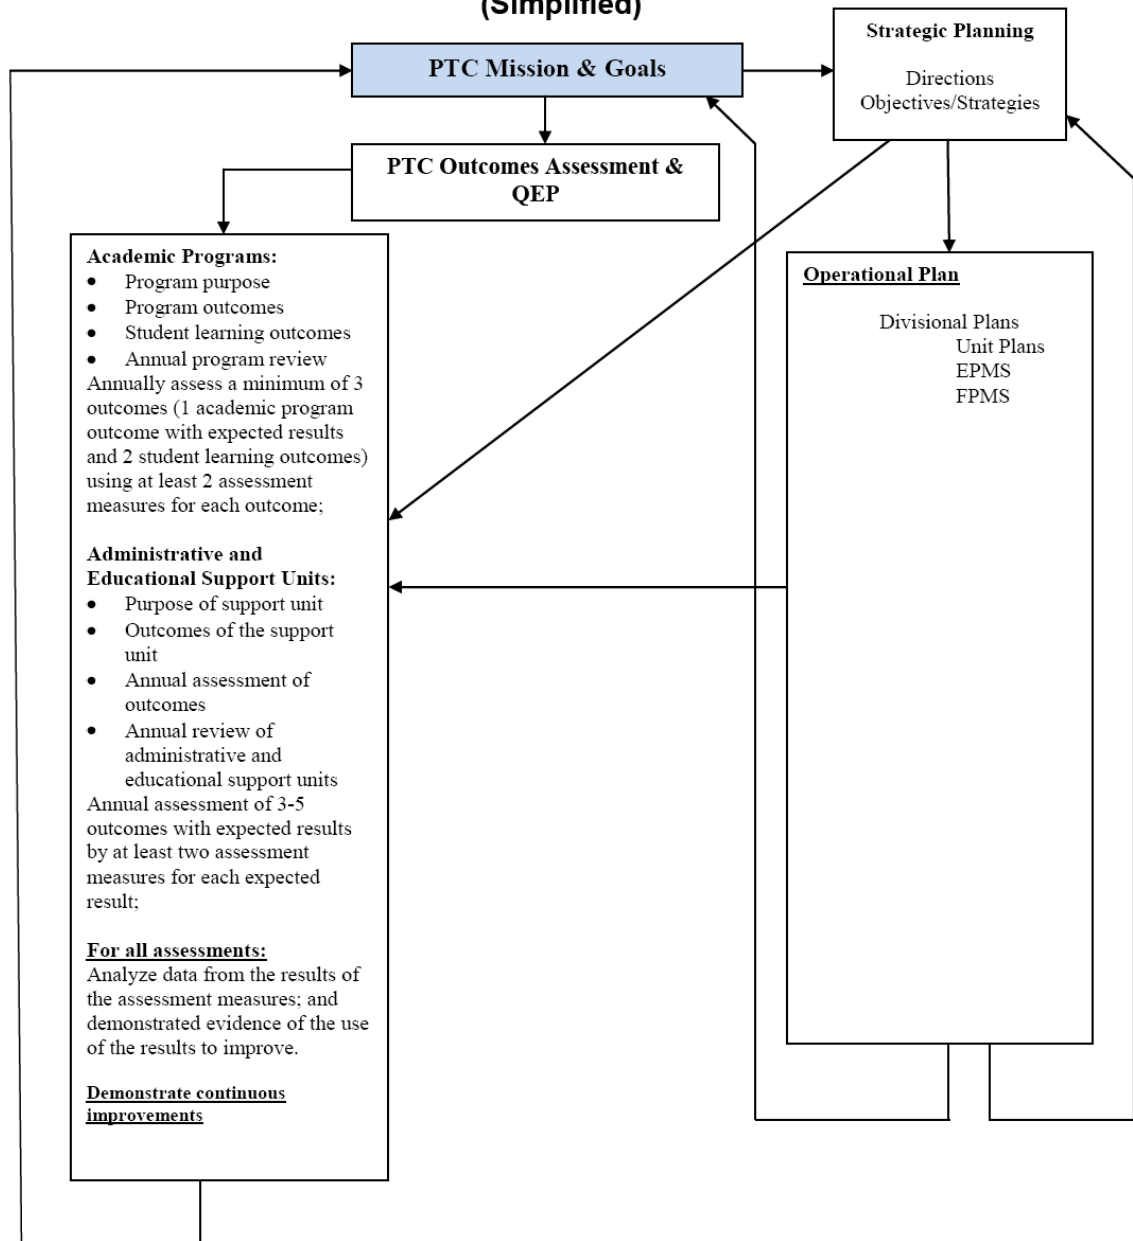 (Simplified)
PTC Mission & Goals
Strategic Planning
Directions
Objectives/Strategies
PTC Outcomes Assessment &
QEP
Academic Programs:
• Program purpose
• Program outcomes
• Student learning outcomes
• Annual program review
Annually assess a minimum of 3
outcomes (1 academic program
outcome with expected results
and 2 student learning outcomes)
using at least 2 assessment
measures for each outcome;
Administrative and
Educational Support Units:
• Purpose of support unit
• Outcomes of the support
unit
• Annual assessment of
outcomes
• Annual review of
administrative and
educational support units
Annual assessment of 3-5
outcomes with expected results
by at least two assessment
measures for each expected
result;
For all assessments:
Analyze data from the results of
the assessment measures; and
demonstrated evidence of the use
of the results to improve.
Demonstrate continuous
improvements
Operational Plan
Divisional Plans
Unit Plans
EPMS
FPMS